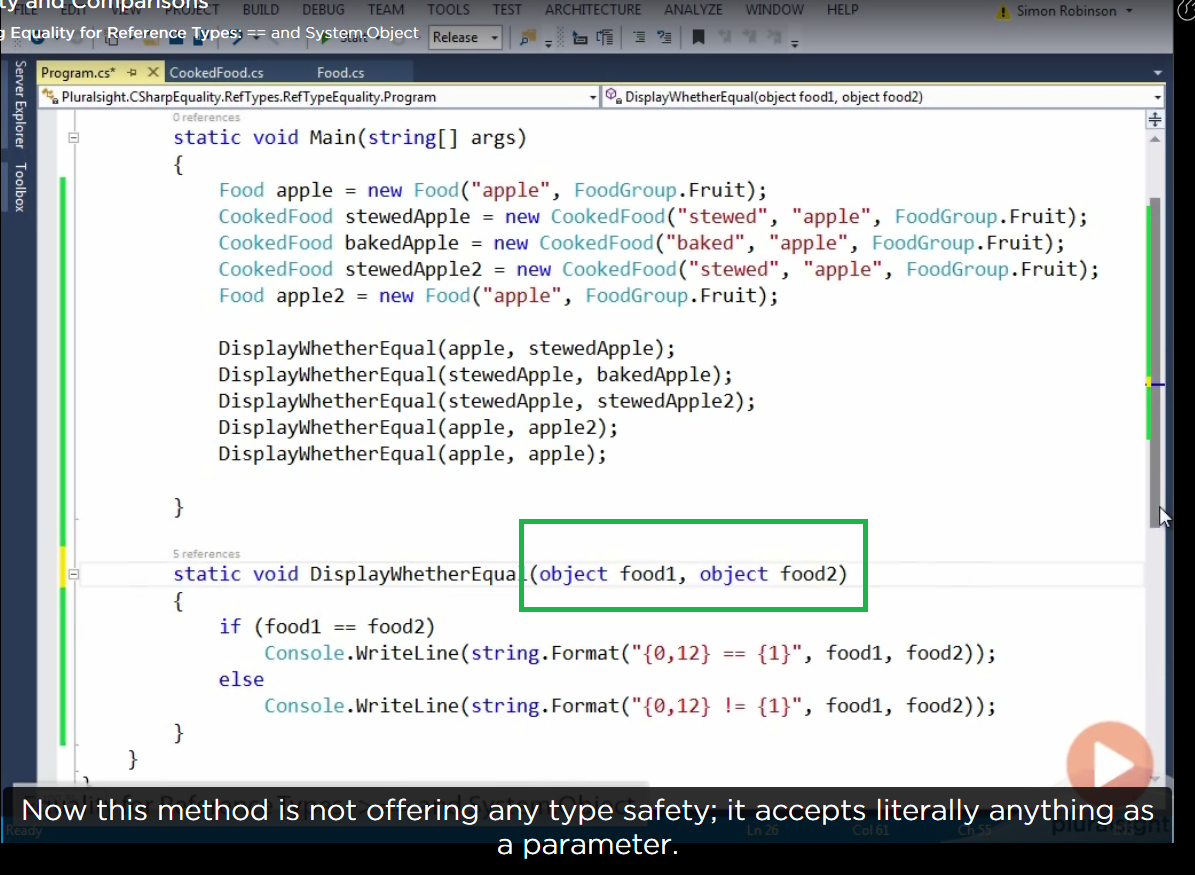 ty and Comparisons
FILE EDIT VIEW PROJECT BUILD DEBUG TEAM TOOLS TEST ARCHITECTURE ANALYZE WINDOW HELP Simon Robinson
g Equality for Reference Types: == and System.Object
Start Release
Server Explorer
Toolbox
Program.cs* CookedFood.cs Food.cs
Pluralsight.CSharpEquality.RefTypes.RefTypeEquality.Program DisplayWhetherEqual(object food1, object food2)
0 references
static void Main(string[] args)
{
Food apple = new Food("apple", FoodGroup.Fruit);
CookedFood stewedApple = new CookedFood("stewed", "apple", FoodGroup.Fruit);
CookedFood bakedApple = new CookedFood("baked", "apple", FoodGroup.Fruit);
CookedFood stewedApple2 = new CookedFood("stewed", "apple", FoodGroup.Fruit);
Food apple2 = new Food("apple", FoodGroup.Fruit);
DisplayWhetherEqual(apple, stewedApple);
DisplayWhetherEqual(stewedApple, bakedApple);
DisplayWhetherEqual(stewedApple, stewedApple2);
DisplayWhetherEqual(apple, apple2);
DisplayWhetherEqual(apple, apple);
}
5 references
static void DisplayWhetherEqual(object food1, object food2)
{
if (food1 == food2)
Console.WriteLine(string.Format("{0,12} == {1}", food1, food2));
else
Console.WriteLine(string.Format("{0,12} != {1}", food1, food2));
}
}
}
Equality for Reference Types: == and System.Object
Now this method is not offering any type safety; it accepts literally anything as
Ready Ln 26 Col 61 Ch 55 pluralsight
a parameter.